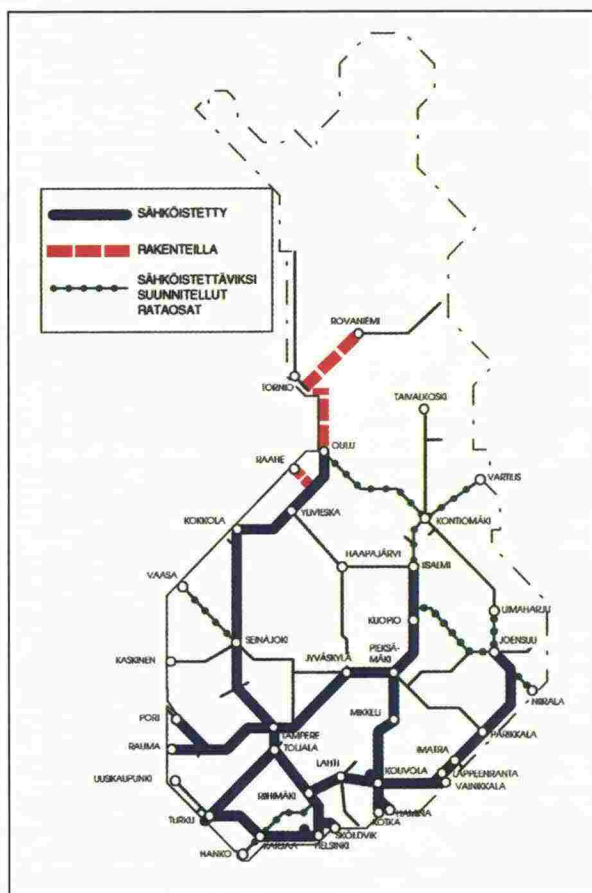 SÄHKÖISTETTY
RAKENTEILLA
SÄHKÖISTETTÄVIKSI
SUUNNITELLUT
RATAOSAT
ROVANIEMI
TORNIO
TAIVALKOSKI
OULU
RAAHE
VARTIUS
YLIVIESKA
KONTIOMÄKI
KOKKOLA
HAAPAJÄRVI
IISALMI
VAASA
UIMAHARJU
KUOPIO
SEINÄJOKI
JOENSUU
JYVÄSKYLÄ
PIEKSÄ-
MÄKI
KASKINEN
NIIRALA
MIKKELI
PORI
TAMPERE
PARIKKALA
RAUMA
TOIJALA
IMATRA
LAHTI
KOUVOLA
LAPPEENRANTA
UUSIKAUPUNKI
VAINIKKALA
RIIHIMÄKI
HAMINA
TURKU
KOTKA
SKÖLDVIK
KARJAA
HELSINKI
HANKO